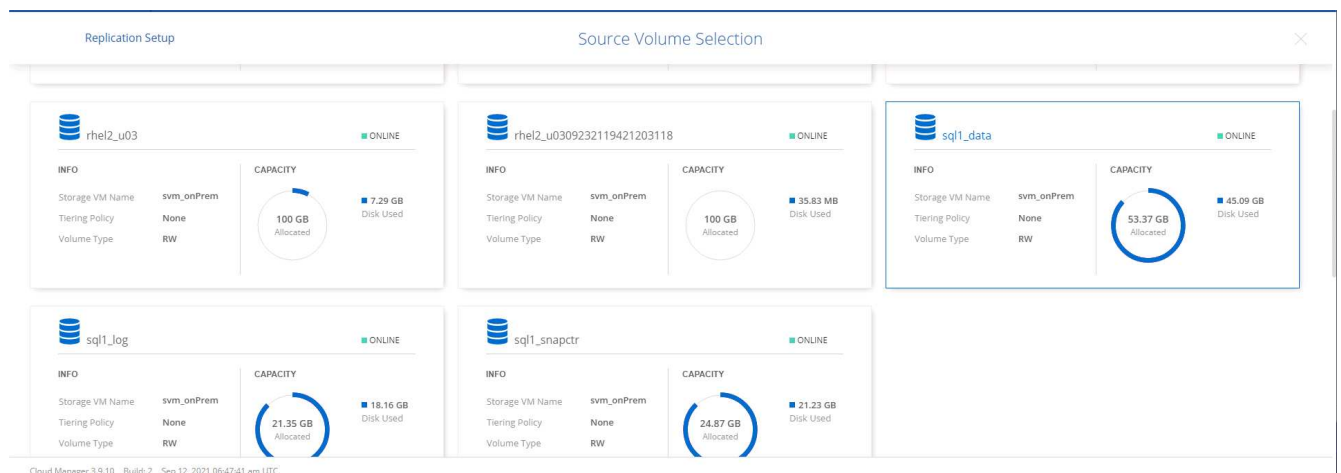 Replication Setup
Source Volume Selection
rhel2_u03
ONLINE
INFO
CAPACITY
Storage VM Name svm_onPrem
Tiering Policy None
Volume Type RW
100 GB
Allocated
7.29 GB
Disk Used
rhel2_u0309232119421203118
ONLINE
INFO
CAPACITY
Storage VM Name svm_onPrem
Tiering Policy None
Volume Type RW
100 GB
Allocated
35.83 MB
Disk Used
sql1_data
ONLINE
INFO
CAPACITY
Storage VM Name svm_onPrem
Tiering Policy None
Volume Type RW
53.37 GB
Allocated
45.09 GB
Disk Used
sql1_log
ONLINE
INFO
CAPACITY
Storage VM Name svm_onPrem
Tiering Policy None
Volume Type RW
21.35 GB
Allocated
18.16 GB
Disk Used
sql1_snapctr
ONLINE
INFO
CAPACITY
Storage VM Name svm_onPrem
Tiering Policy None
Volume Type RW
24.87 GB
Allocated
21.23 GB
Disk Used
Cloud Manager 3.9.10 Build: 2 Sep 12, 2021 06:47:41 am UTC